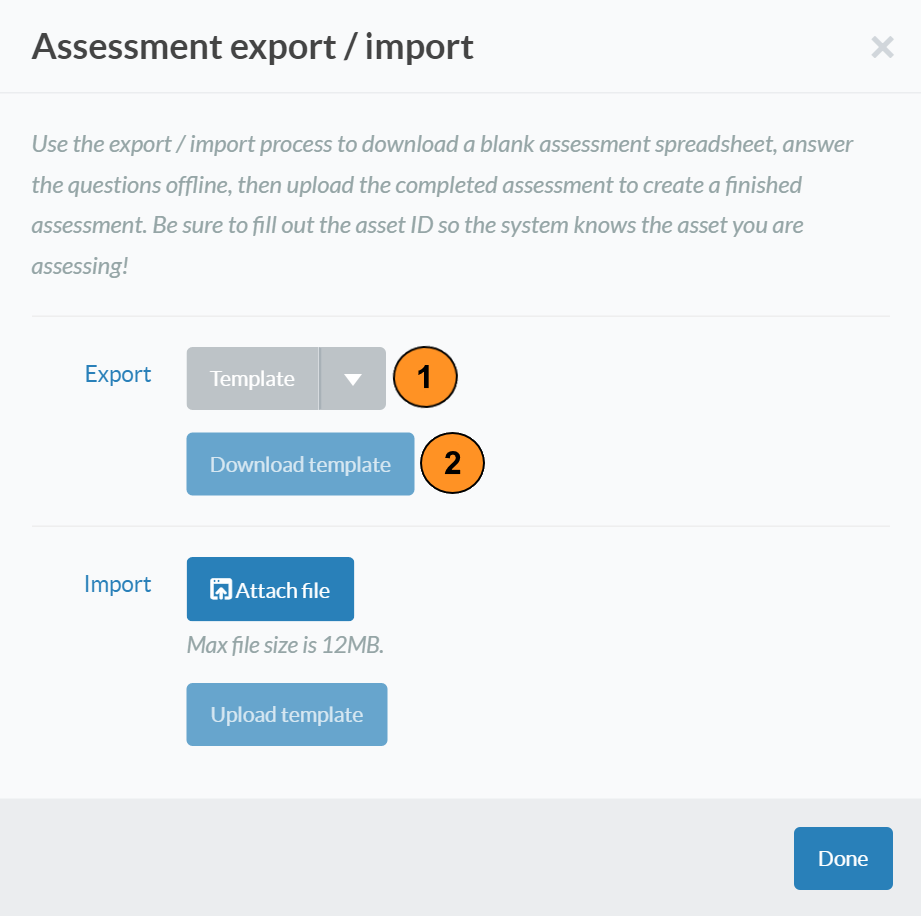 Assessment export / import
Use the export / import process to download a blank assessment spreadsheet, answer
the questions offline, then upload the completed assessment to create a finished
assessment. Be sure to fill out the asset ID so the system knows the asset you are
assessing!
Export
Template
1
Download template
2
Import
Attach file
Max file size is 12MB.
Upload template
Done